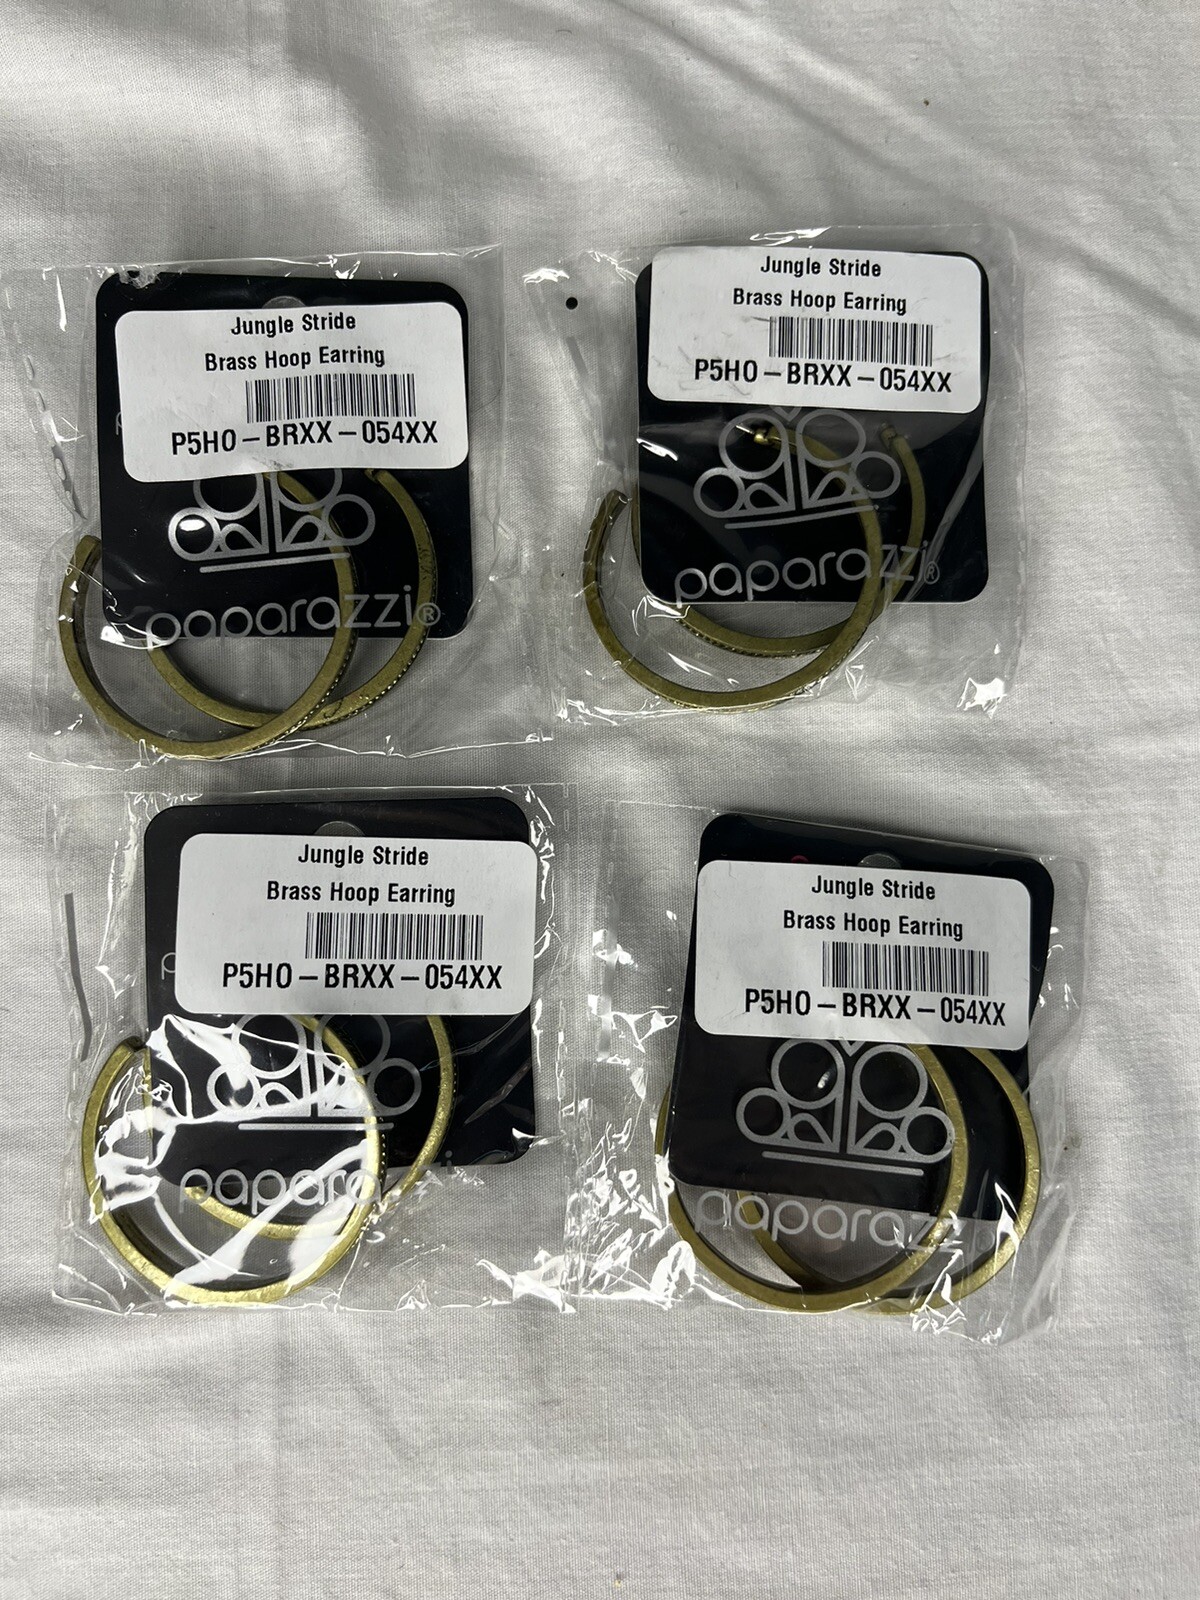 Jungle Stride
Brass Hoop Earring
P5HO-BRXX-054XX
paparazzi®
Jungle Stride
Brass Hoop Earring
P5HO-BRXX-054XX
paparazzi®
Jungle Stride
Brass Hoop Earring
P5HO-BRXX-054XX
paparazzi
Jungle Stride
Brass Hoop Earring
P5HO-BRXX-054XX
paparazzi